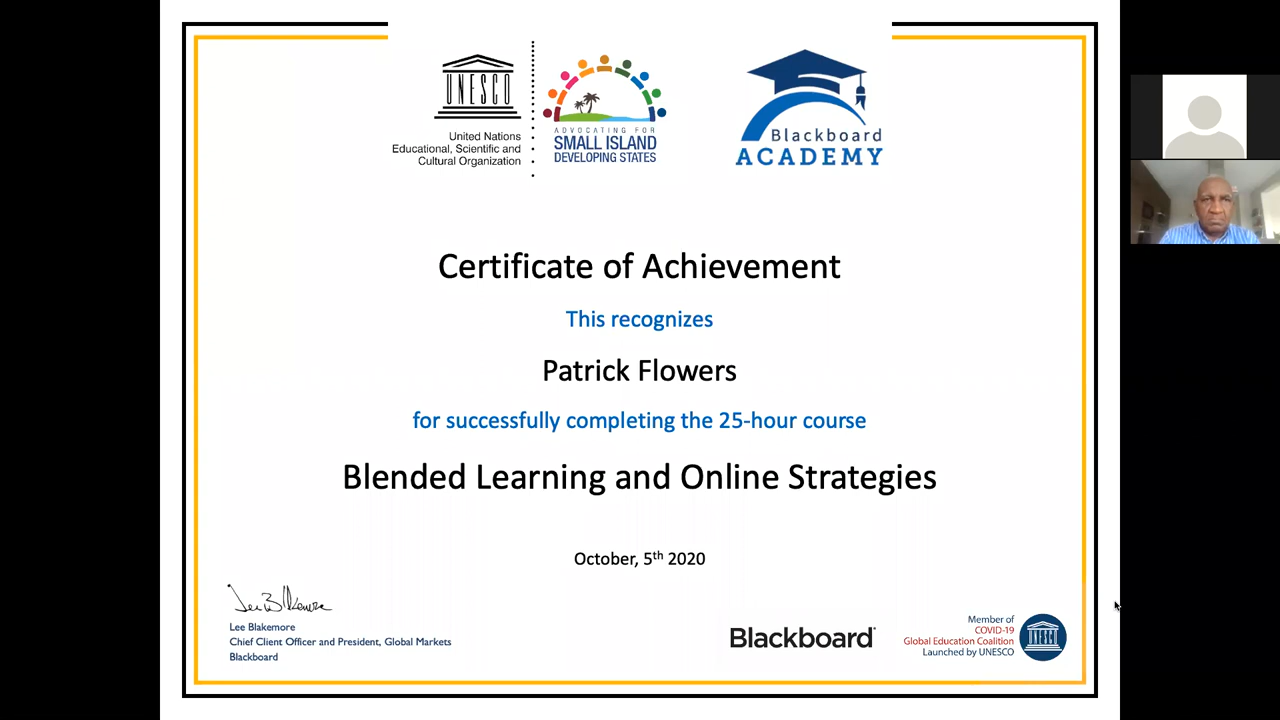 UNESCO
United Nations
Educational, Scientific and
Cultural Organization
ADVOCATING FOR
SMALL ISLAND
DEVELOPING STATES
Blackboard
ACADEMY
Certificate of Achievement
This recognizes
Patrick Flowers
for successfully completing the 25-hour course
Blended Learning and Online Strategies
October, 5th 2020
Lee Blakemore
Lee Blakemore
Chief Client Officer and President, Global Markets
Blackboard
Blackboard
Member of
COVID-19
Global Education Coalition
Launched by UNESCO
UNESCO